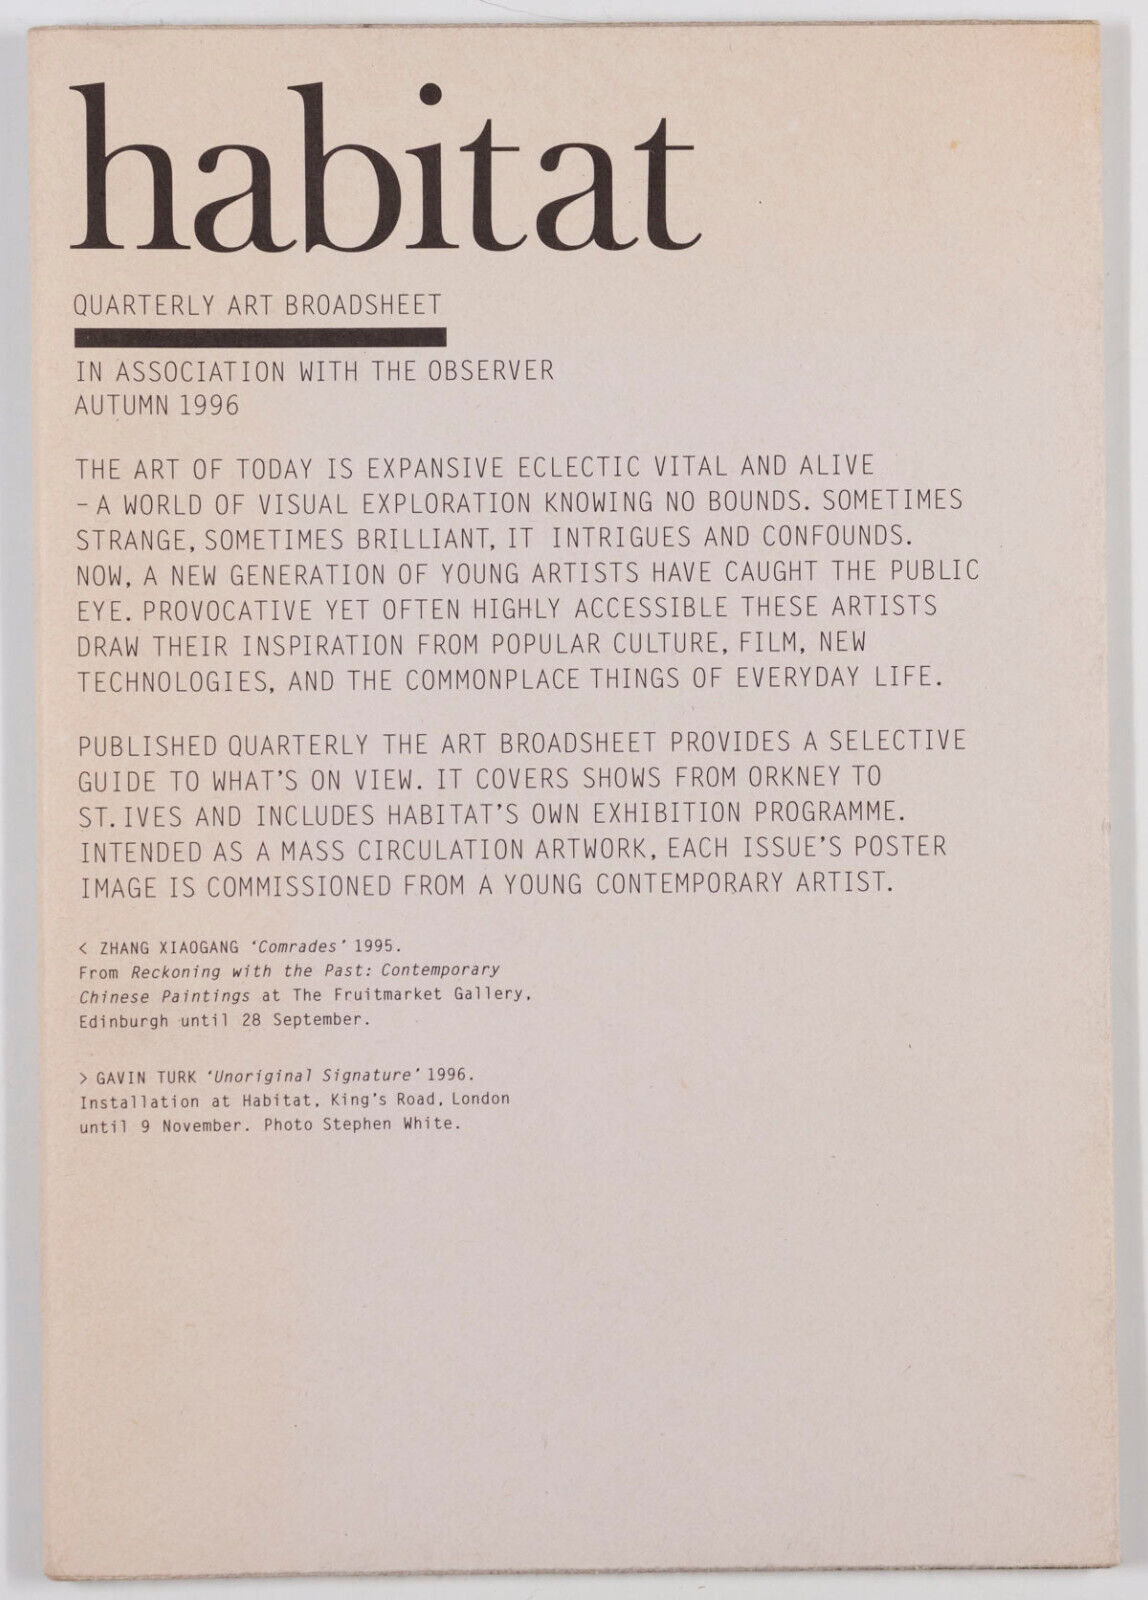 habitat
QUARTERLY ART BROADSHEET
IN ASSOCIATION WITH THE OBSERVER
AUTUMN 1996
THE ART OF TODAY IS EXPANSIVE ECLECTIC VITAL AND ALIVE
– A WORLD OF VISUAL EXPLORATION KNOWING NO BOUNDS. SOMETIMES
STRANGE, SOMETIMES BRILLIANT, IT INTRIGUES AND CONFOUNDS.
NOW, A NEW GENERATION OF YOUNG ARTISTS HAVE CAUGHT THE PUBLIC
EYE. PROVOCATIVE YET OFTEN HIGHLY ACCESSIBLE THESE ARTISTS
DRAW THEIR INSPIRATION FROM POPULAR CULTURE, FILM, NEW
TECHNOLOGIES, AND THE COMMONPLACE THINGS OF EVERYDAY LIFE.
PUBLISHED QUARTERLY THE ART BROADSHEET PROVIDES A SELECTIVE
GUIDE TO WHAT'S ON VIEW. IT COVERS SHOWS FROM ORKNEY TO
ST. IVES AND INCLUDES HABITAT'S OWN EXHIBITION PROGRAMME.
INTENDED AS A MASS CIRCULATION ARTWORK, EACH ISSUE'S POSTER
IMAGE IS COMMISSIONED FROM A YOUNG CONTEMPORARY ARTIST.
< ZHANG XIAOGANG 'Comrades' 1995.
From Reckoning with the Past: Contemporary
Chinese Paintings at The Fruitmarket Gallery,
Edinburgh until 28 September.
> GAVIN TURK 'Unoriginal Signature' 1996.
Installation at Habitat, King's Road, London
until 9 November. Photo Stephen White.